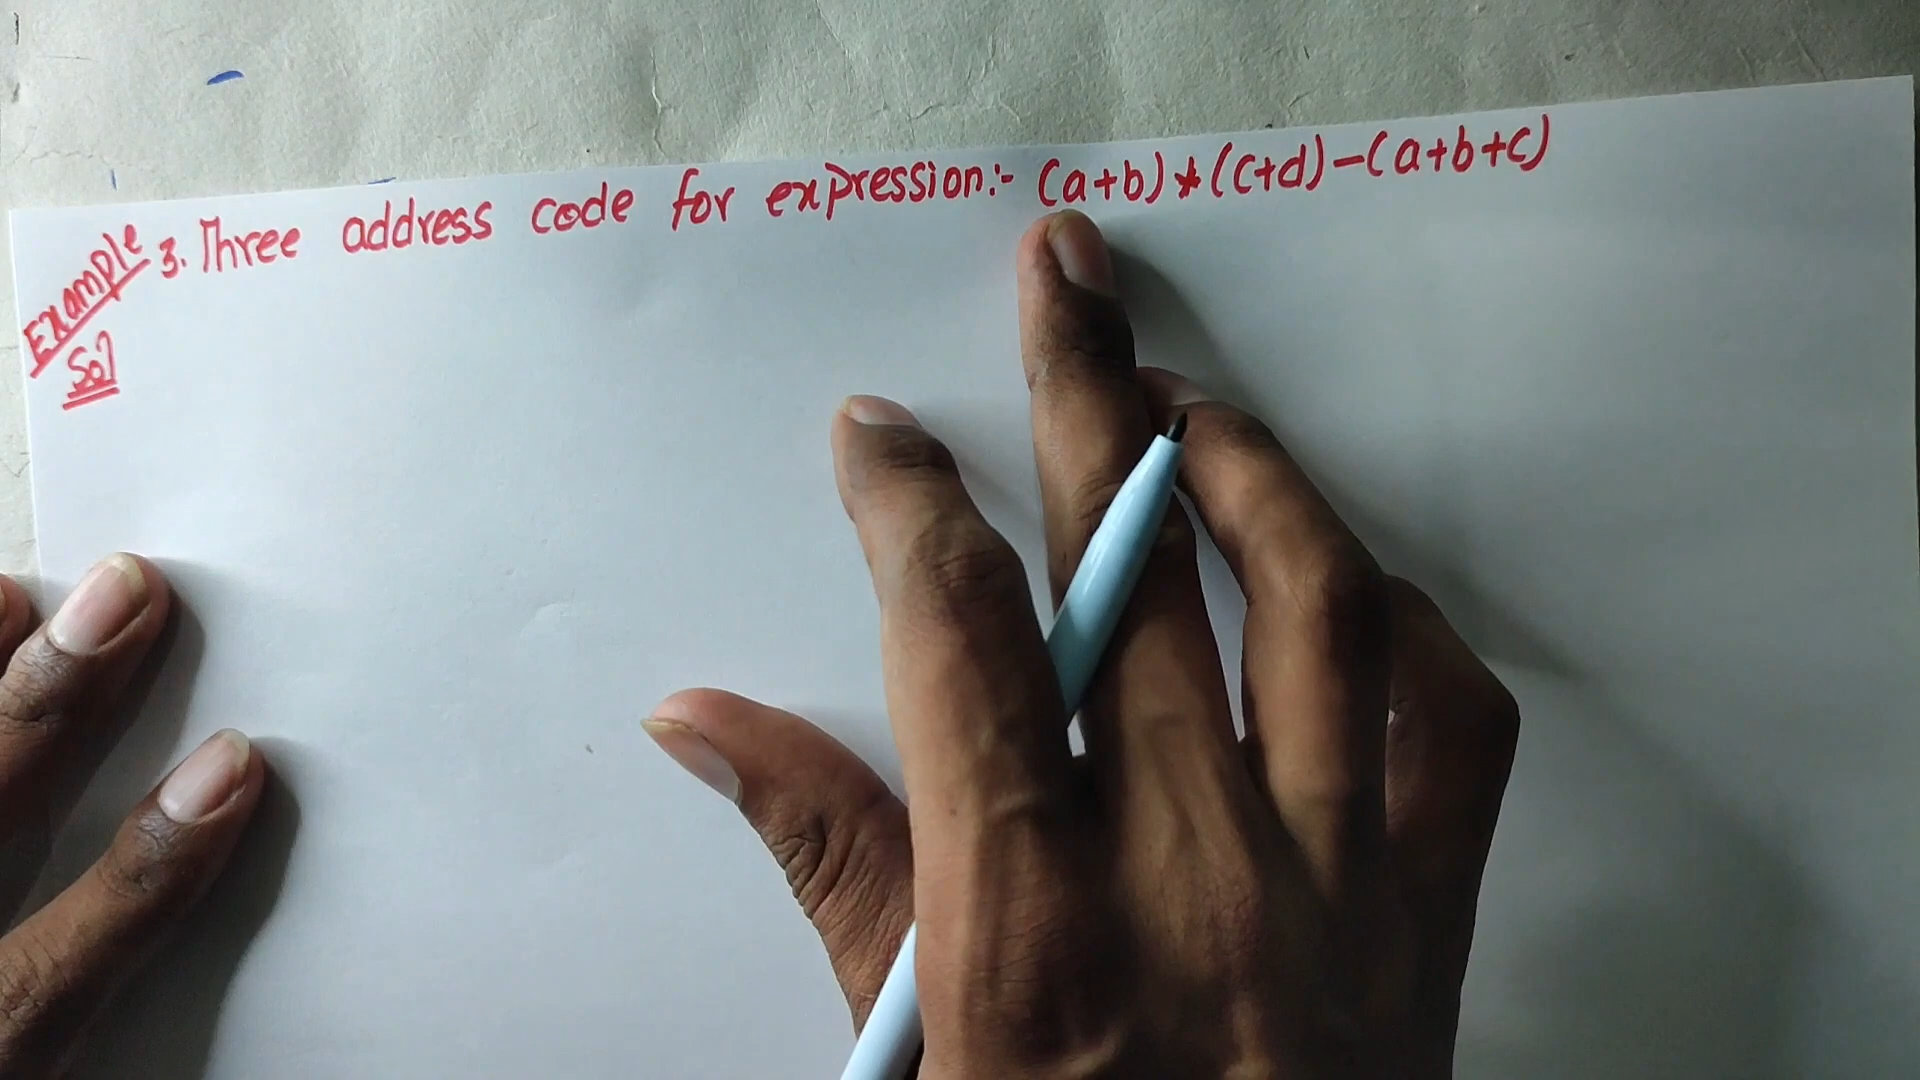 Example 3. Three address code for expression:- (a+b)*(c+d)-(a+b+c)
Sol